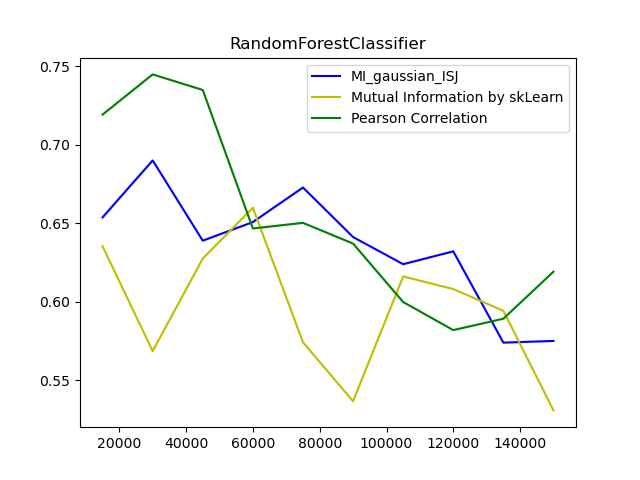 RandomForestClassifier
MI_gaussian_ISJ
Mutual Information by skLearn
Pearson Correlation
0.75
0.70
0.65
0.60
0.55
20000 40000 60000 80000 100000 120000 140000